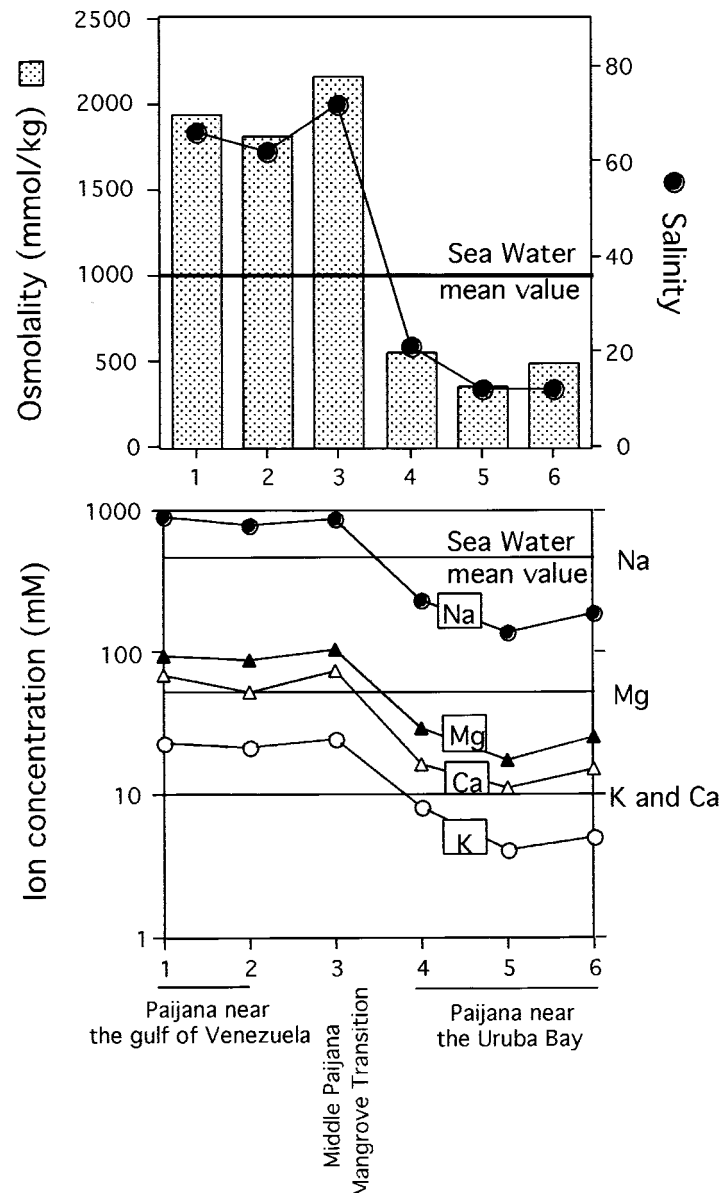 Osmolality (mmol/kg)
2500
2000
1500
1000
500
0
80
60
40
20
0
Salinity
Sea Water
mean value
1 2 3 4 5 6
Ion concentration (mM)
1000
100
10
1
Sea Water
mean value
Na
Mg
K and Ca
Na
Mg
Ca
K
1 2 3 4 5 6
Paijana near
the gulf of Venezuela
Middle Paijana
Mangrove Transition
Paijana near
the Uruba Bay